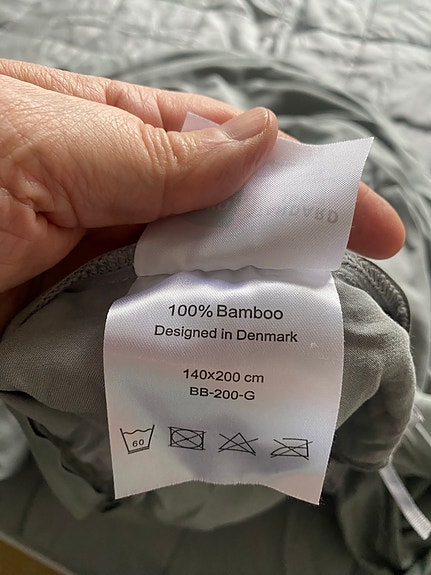 100% Bamboo
Designed in Denmark
140x200 cm
BB-200-G
60